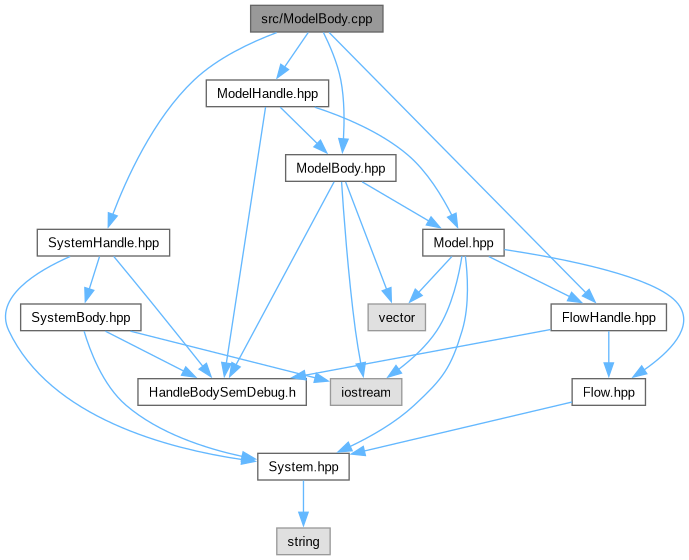 src/ModelBody.cpp
ModelHandle.hpp
ModelBody.hpp
SystemHandle.hpp
Model.hpp
SystemBody.hpp
vector
FlowHandle.hpp
HandleBodySemDebug.h
iostream
Flow.hpp
System.hpp
string